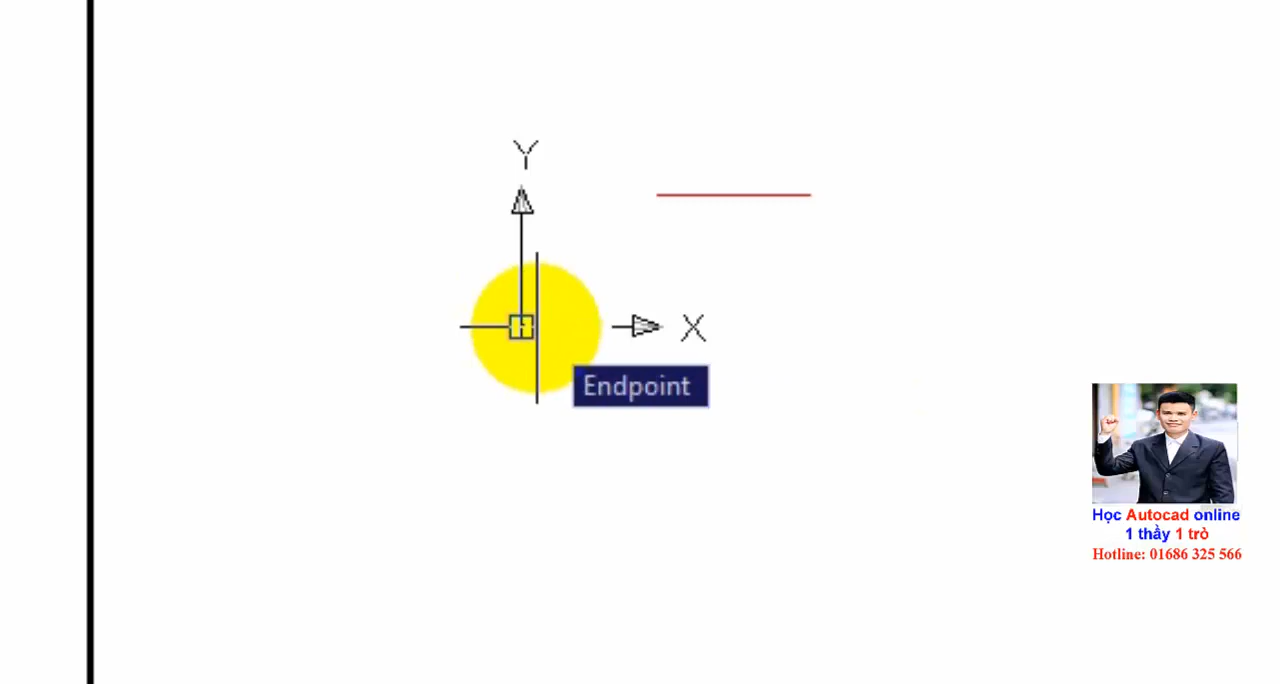 Y
X
Endpoint
Học Autocad online
1 thầy 1 trò
Hotline: 01686 325 566